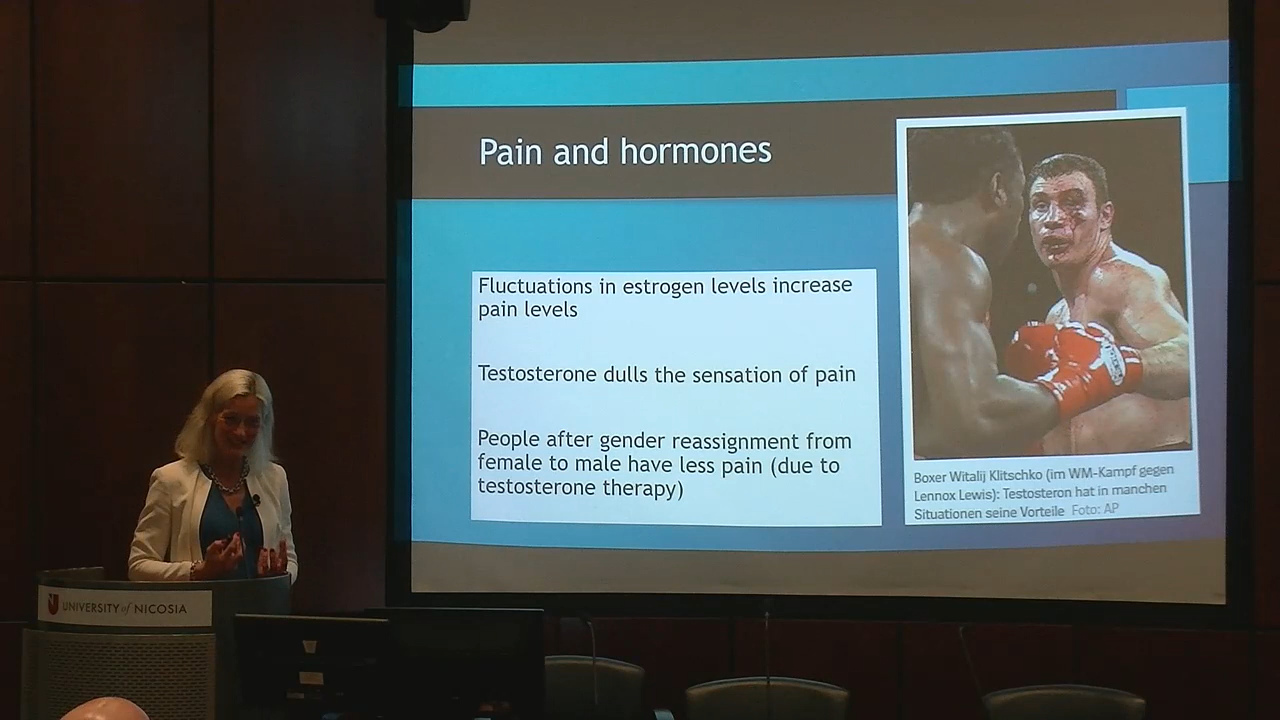 Pain and hormones
Fluctuations in estrogen levels increase
pain levels
Testosterone dulls the sensation of pain
People after gender reassignment from
female to male have less pain (due to
testosterone therapy)
Boxer Witalij Klitschko (im WM-Kampf gegen
Lennox Lewis): Testosteron hat in manchen
Situationen seine Vorteile Foto: AP
UNIVERSITY of NICOSIA